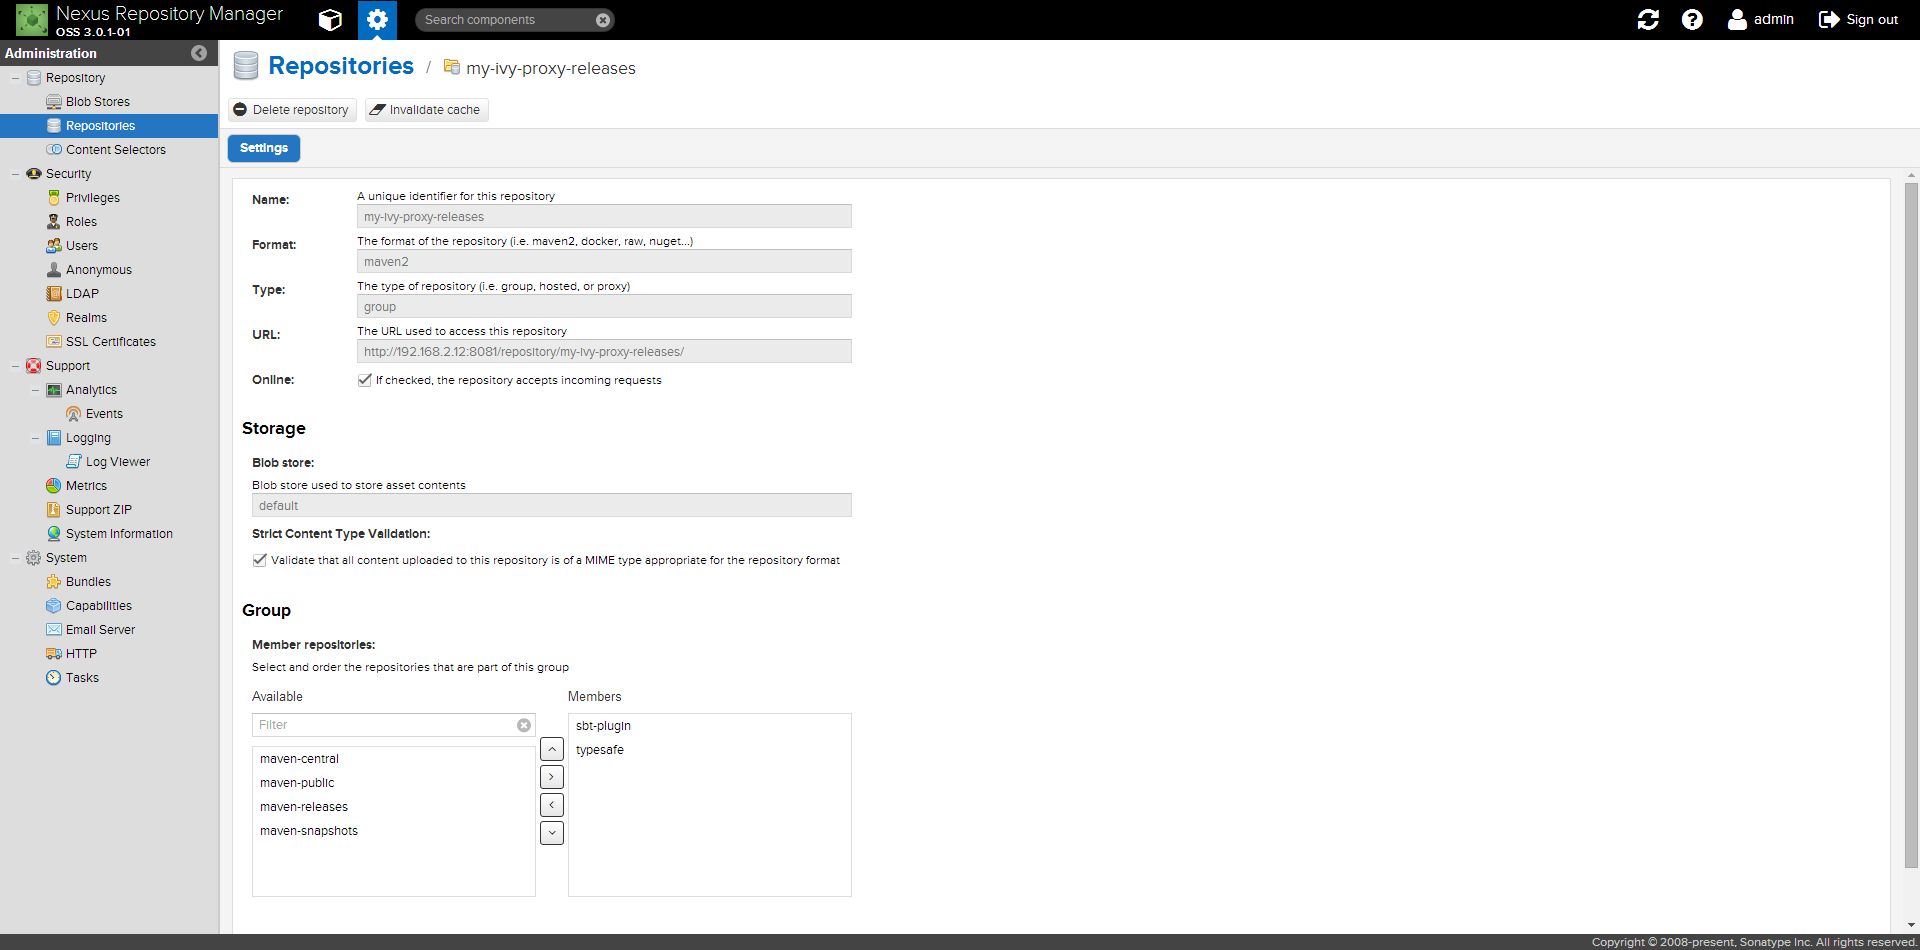 Nexus Repository Manager
OSS 3.0.1-01
Search components
admin
Sign out
Administration
Repository
Blob Stores
Repositories
Content Selectors
Security
Privileges
Roles
Users
Anonymous
LDAP
Realms
SSL Certificates
Support
Analytics
Events
Logging
Log Viewer
Metrics
Support ZIP
System Information
System
Bundles
Capabilities
Email Server
HTTP
Tasks
Repositories / my-ivy-proxy-releases
Delete repository
Invalidate cache
Settings
Name:
A unique identifier for this repository
my-ivy-proxy-releases
Format:
The format of the repository (i.e. maven2, docker, raw, nuget...)
maven2
Type:
The type of repository (i.e. group, hosted, or proxy)
group
URL:
The URL used to access this repository
http://192.168.2.12:8081/repository/my-ivy-proxy-releases/
Online:
If checked, the repository accepts incoming requests
Storage
Blob store:
Blob store used to store asset contents
default
Strict Content Type Validation:
Validate that all content uploaded to this repository is of a MIME type appropriate for the repository format
Group
Member repositories:
Select and order the repositories that are part of this group
Available
Filter
maven-central
maven-public
maven-releases
maven-snapshots
Members
sbt-plugin
typesafe
Copyright © 2008-present, Sonatype Inc. All rights reserved.